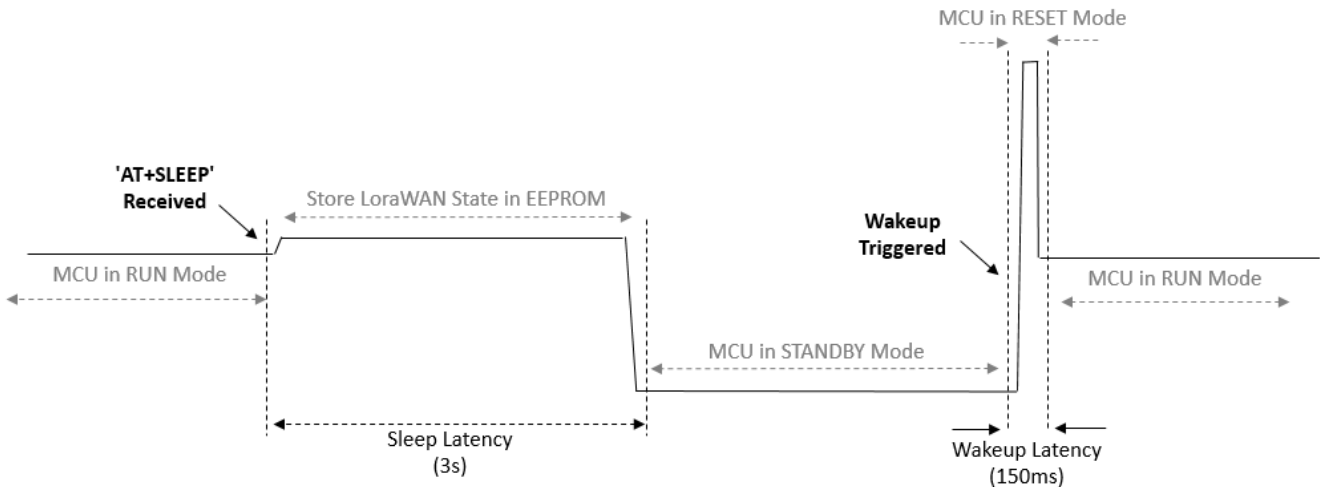 MCU in RESET Mode
'AT+SLEEP'
Received
Store LoraWAN State in EEPROM
Wakeup
Triggered
MCU in RUN Mode
MCU in RUN Mode
MCU in STANDBY Mode
Sleep Latency
(3s)
Wakeup Latency
(150ms)